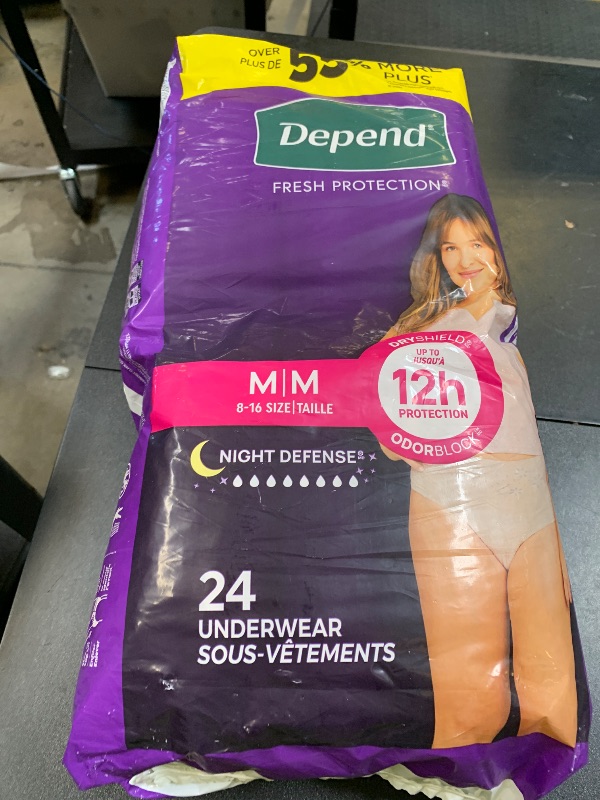 OVER
PLUS DE
% MORE
PLUS
Depend®
FRESH PROTECTION®
DRYSHIELD
UP TO
JUSQU'À
12h
PROTECTION
ODORBLOCK
M|M
8-16 SIZE|TAILLE
NIGHT DEFENSE
24
UNDERWEAR
SOUS-VÊTEMENTS